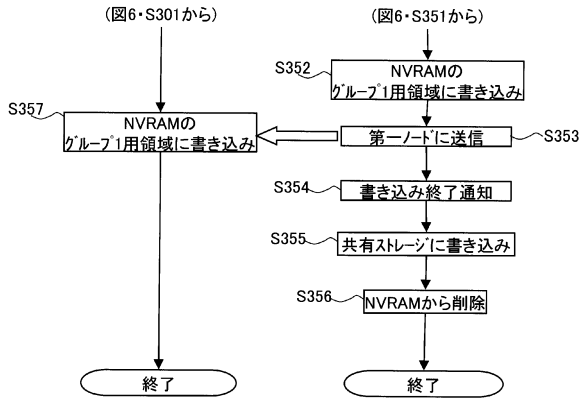 (図6・S301から)
(図6・S351から)
S352
NVRAMの
グループ1用領域に書き込み
S357
NVRAMの
グループ1用領域に書き込み
第一ノードに送信
S353
S354
書き込み終了通知
S355
共有ストレージに書き込み
S356
NVRAMから削除
終了
終了